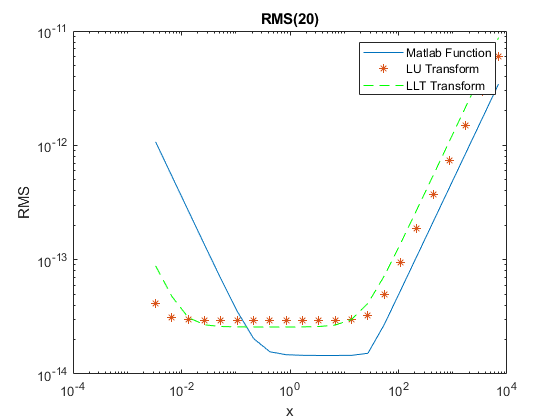 RMS(20)
10^-11
10^-12
10^-13
10^-14
RMS
Matlab Function
LU Transform
LLT Transform
10^-4
10^-2
10^0
10^2
10^4
x